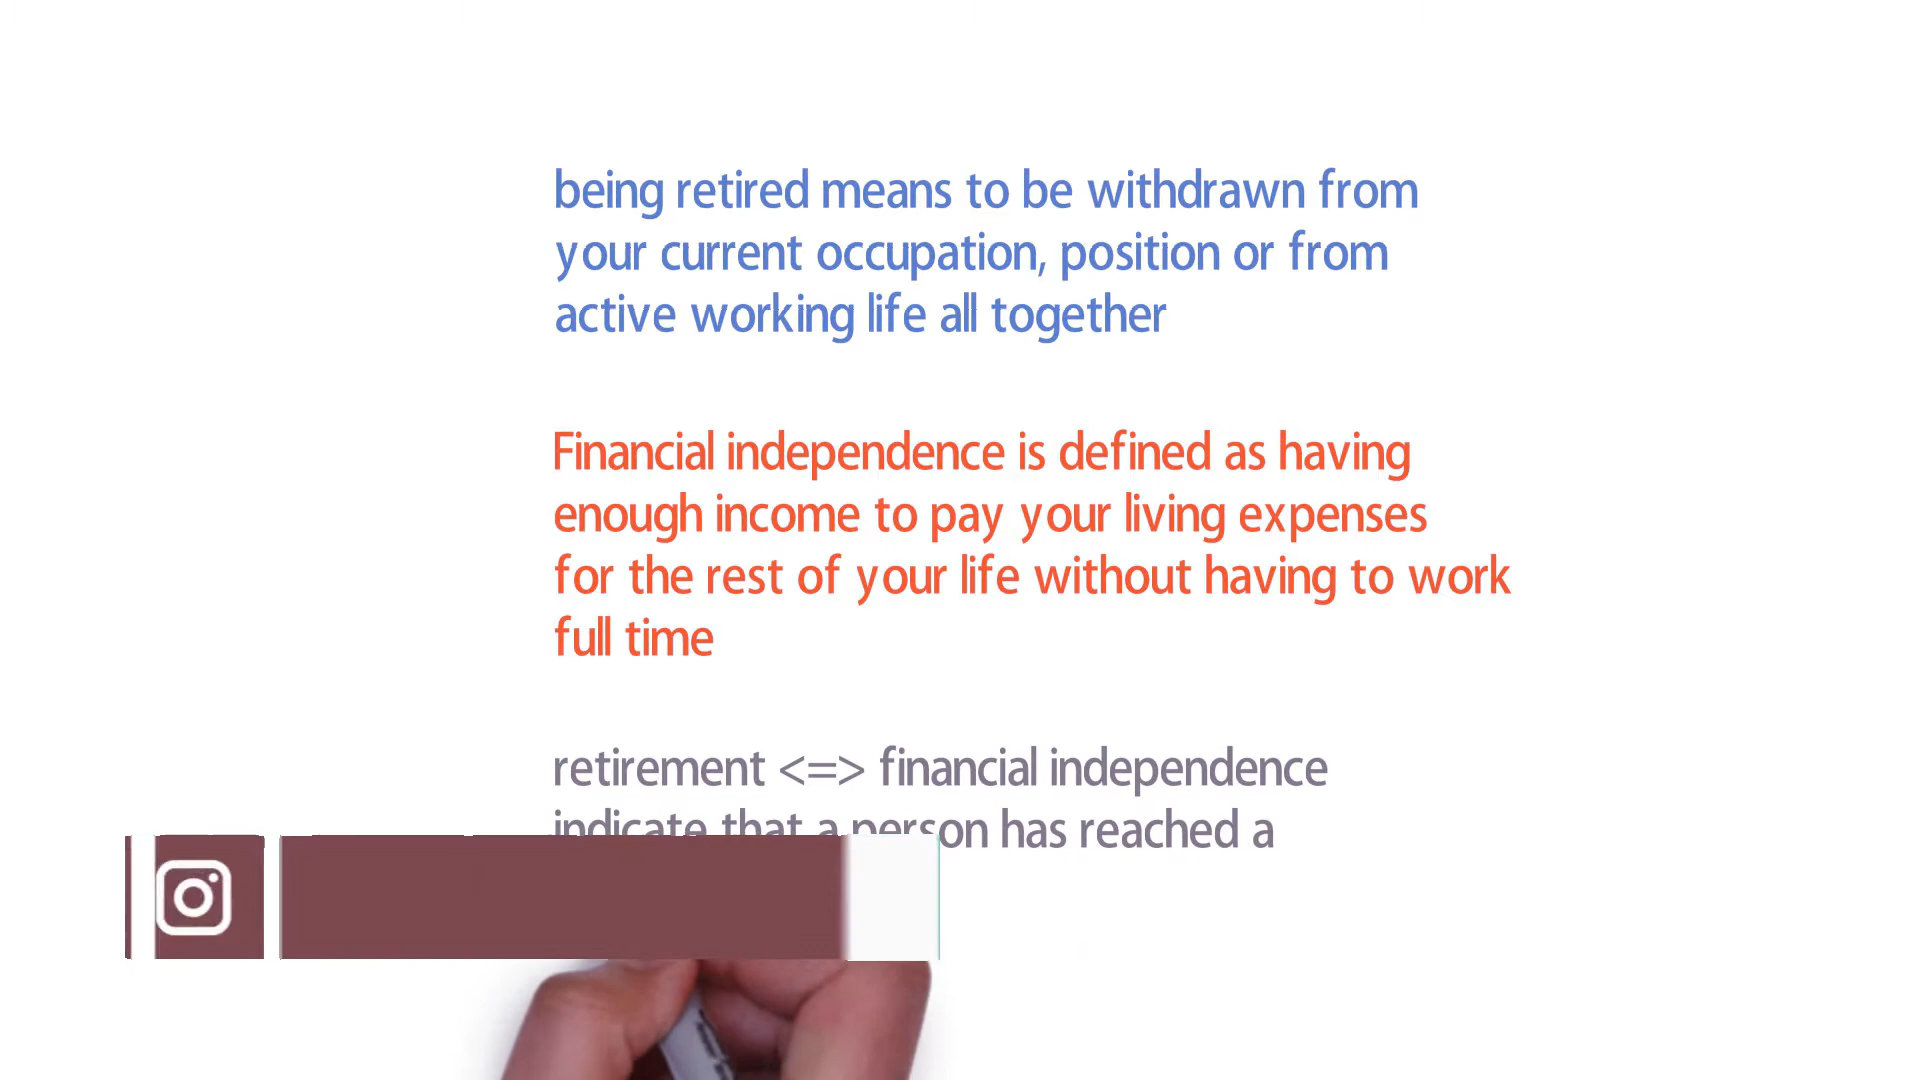 being retired means to be withdrawn from
your current occupation, position or from
active working life all together
Financial independence is defined as having
enough income to pay your living expenses
for the rest of your life without having to work
full time
retirement <=> financial independence
indicate that a person has reached a